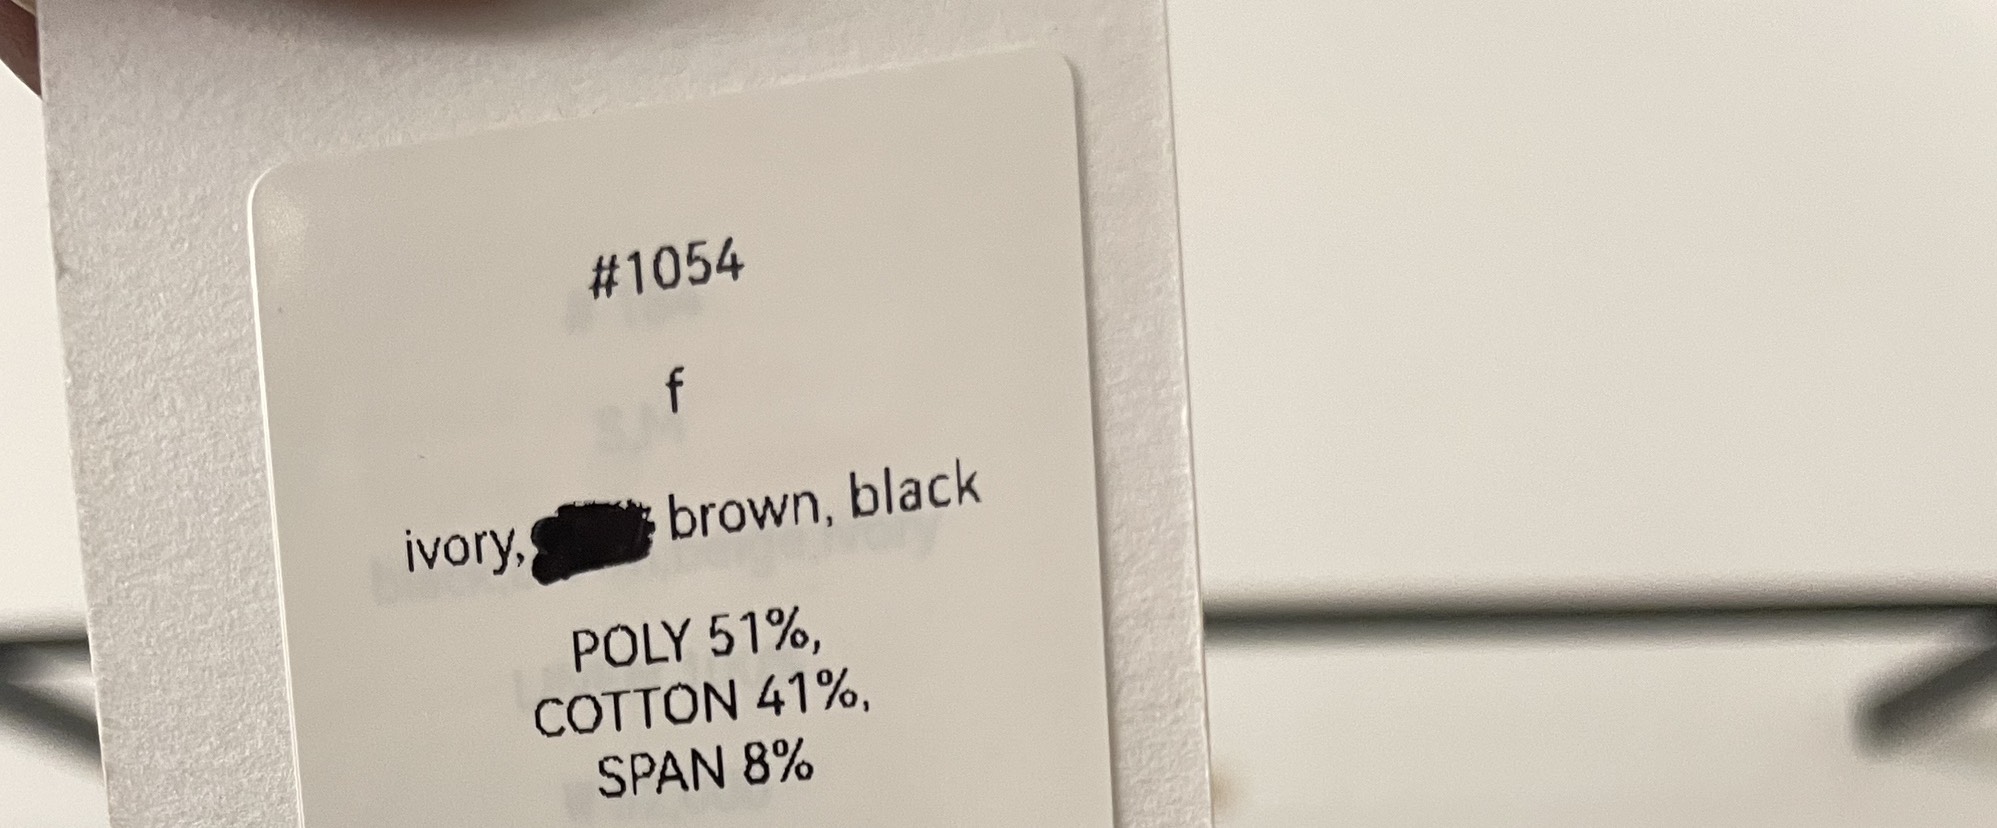 #1054
f
ivory, brown, black
POLY 51%,
COTTON 41%,
SPAN 8%